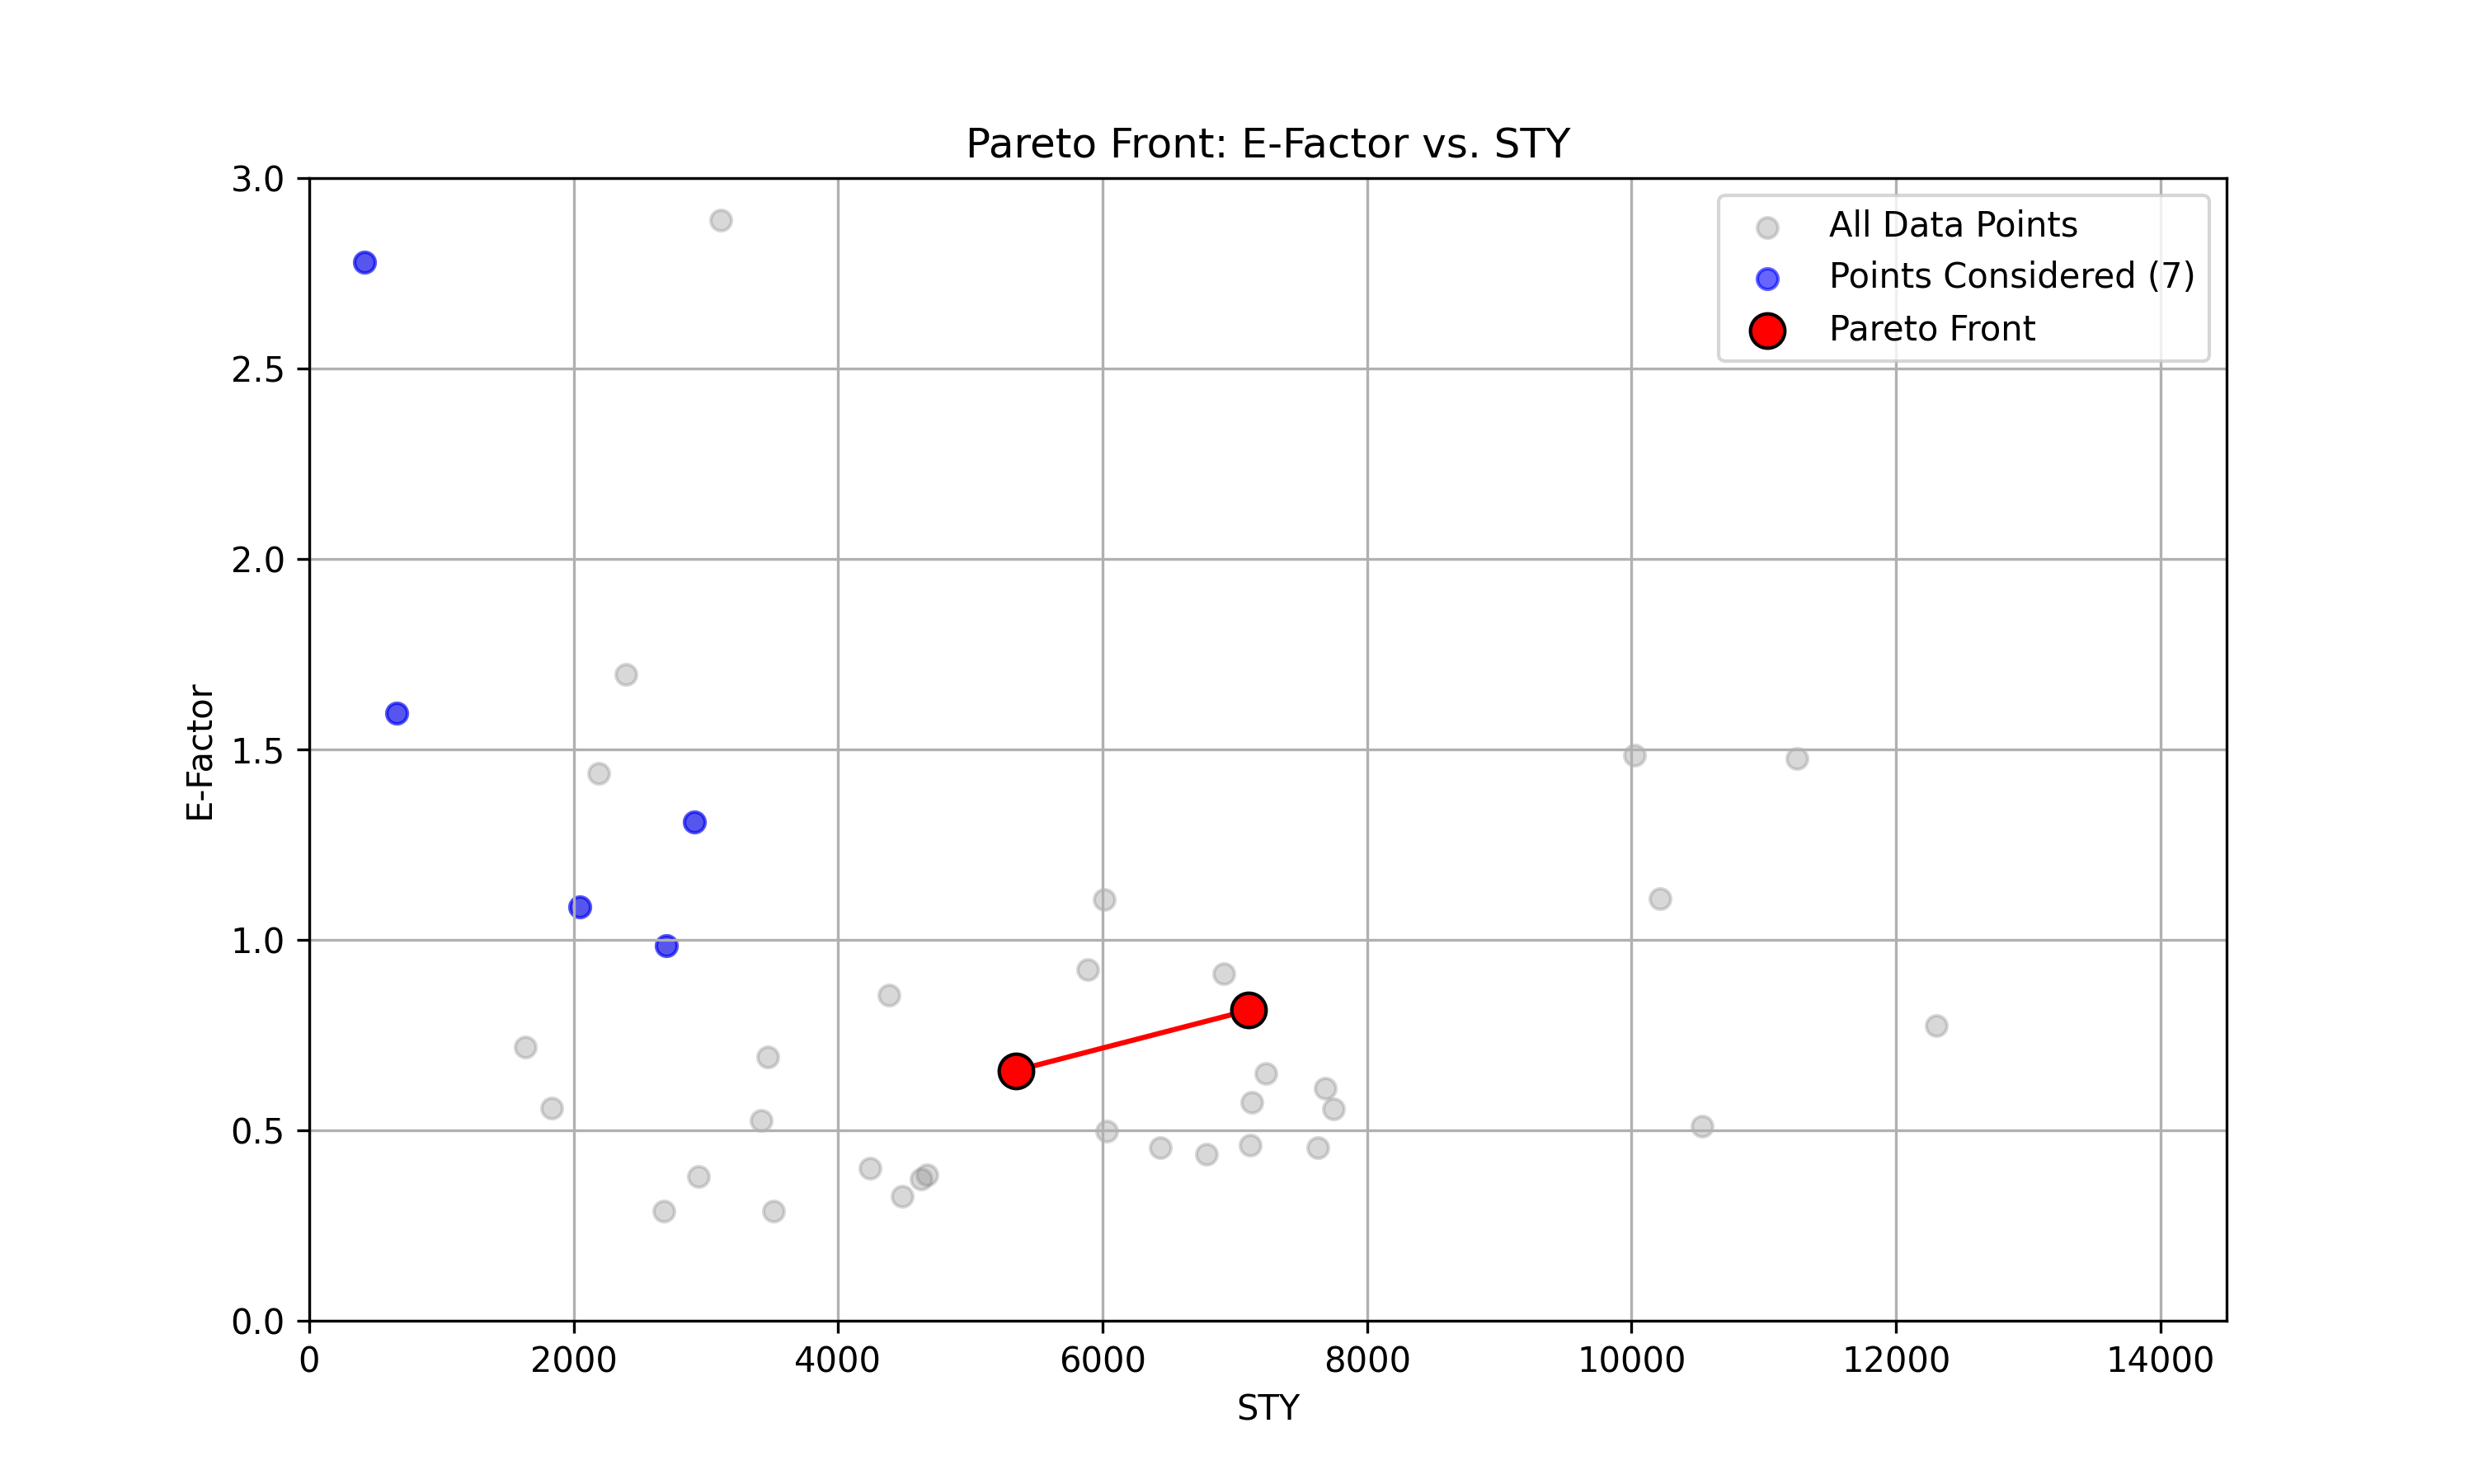 Pareto Front: E-Factor vs. STY
All Data Points
Points Considered (7)
Pareto Front
3.0
2.5
2.0
1.5
1.0
0.5
0.0
E-Factor
0 2000 4000 6000 8000 10000 12000 14000
STY